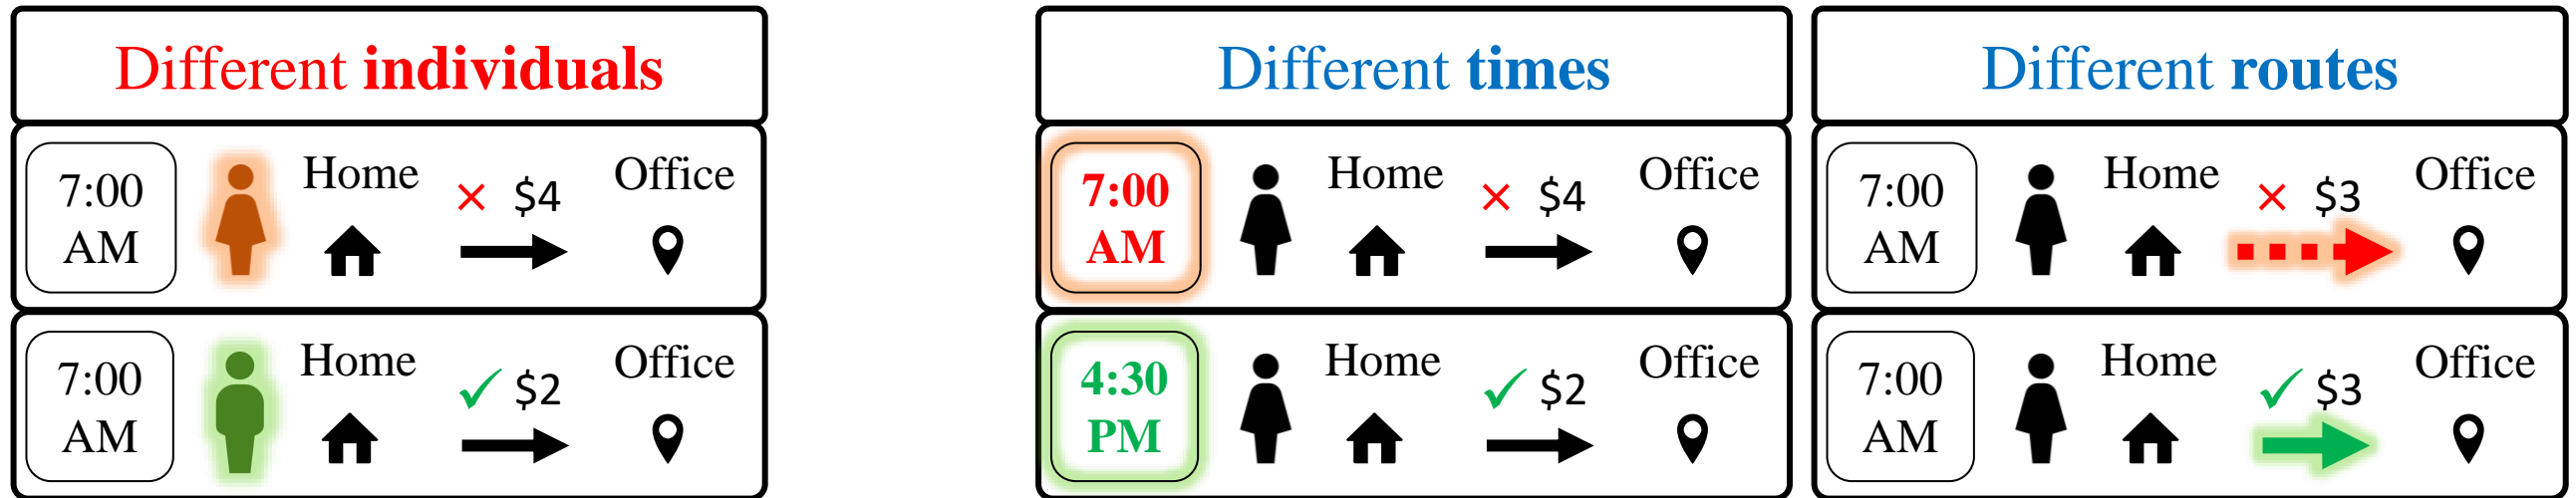 Different individuals
7:00 AM
Home
× $4
Office
7:00 AM
Home
✓ $2
Office
Different times
7:00 AM
Home
× $4
Office
4:30 PM
Home
✓ $2
Office
Different routes
7:00 AM
Home
× $3
Office
7:00 AM
Home
✓ $3
Office